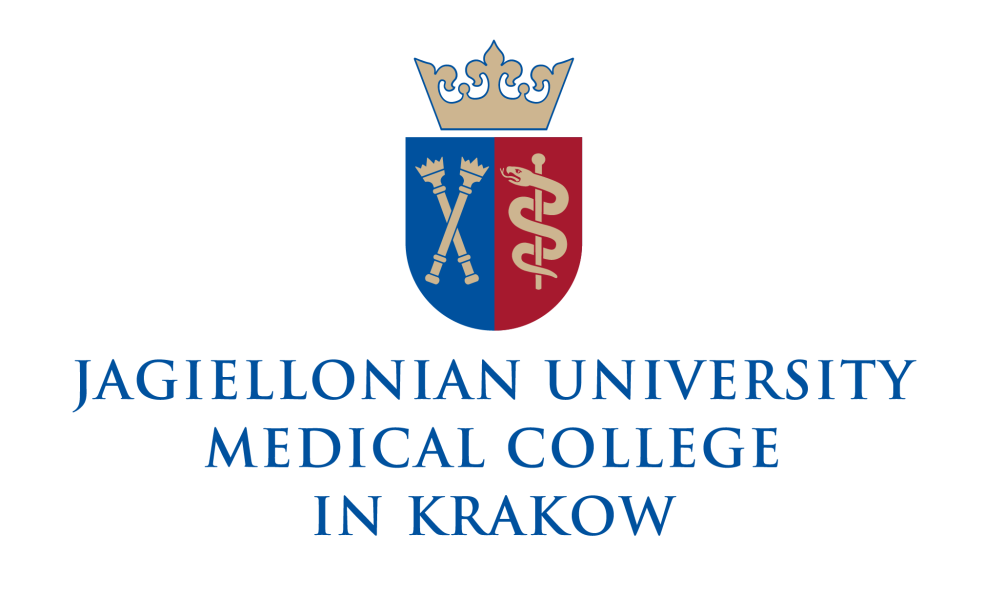 JAGIELLONIAN UNIVERSITY
MEDICAL COLLEGE
IN KRAKOW